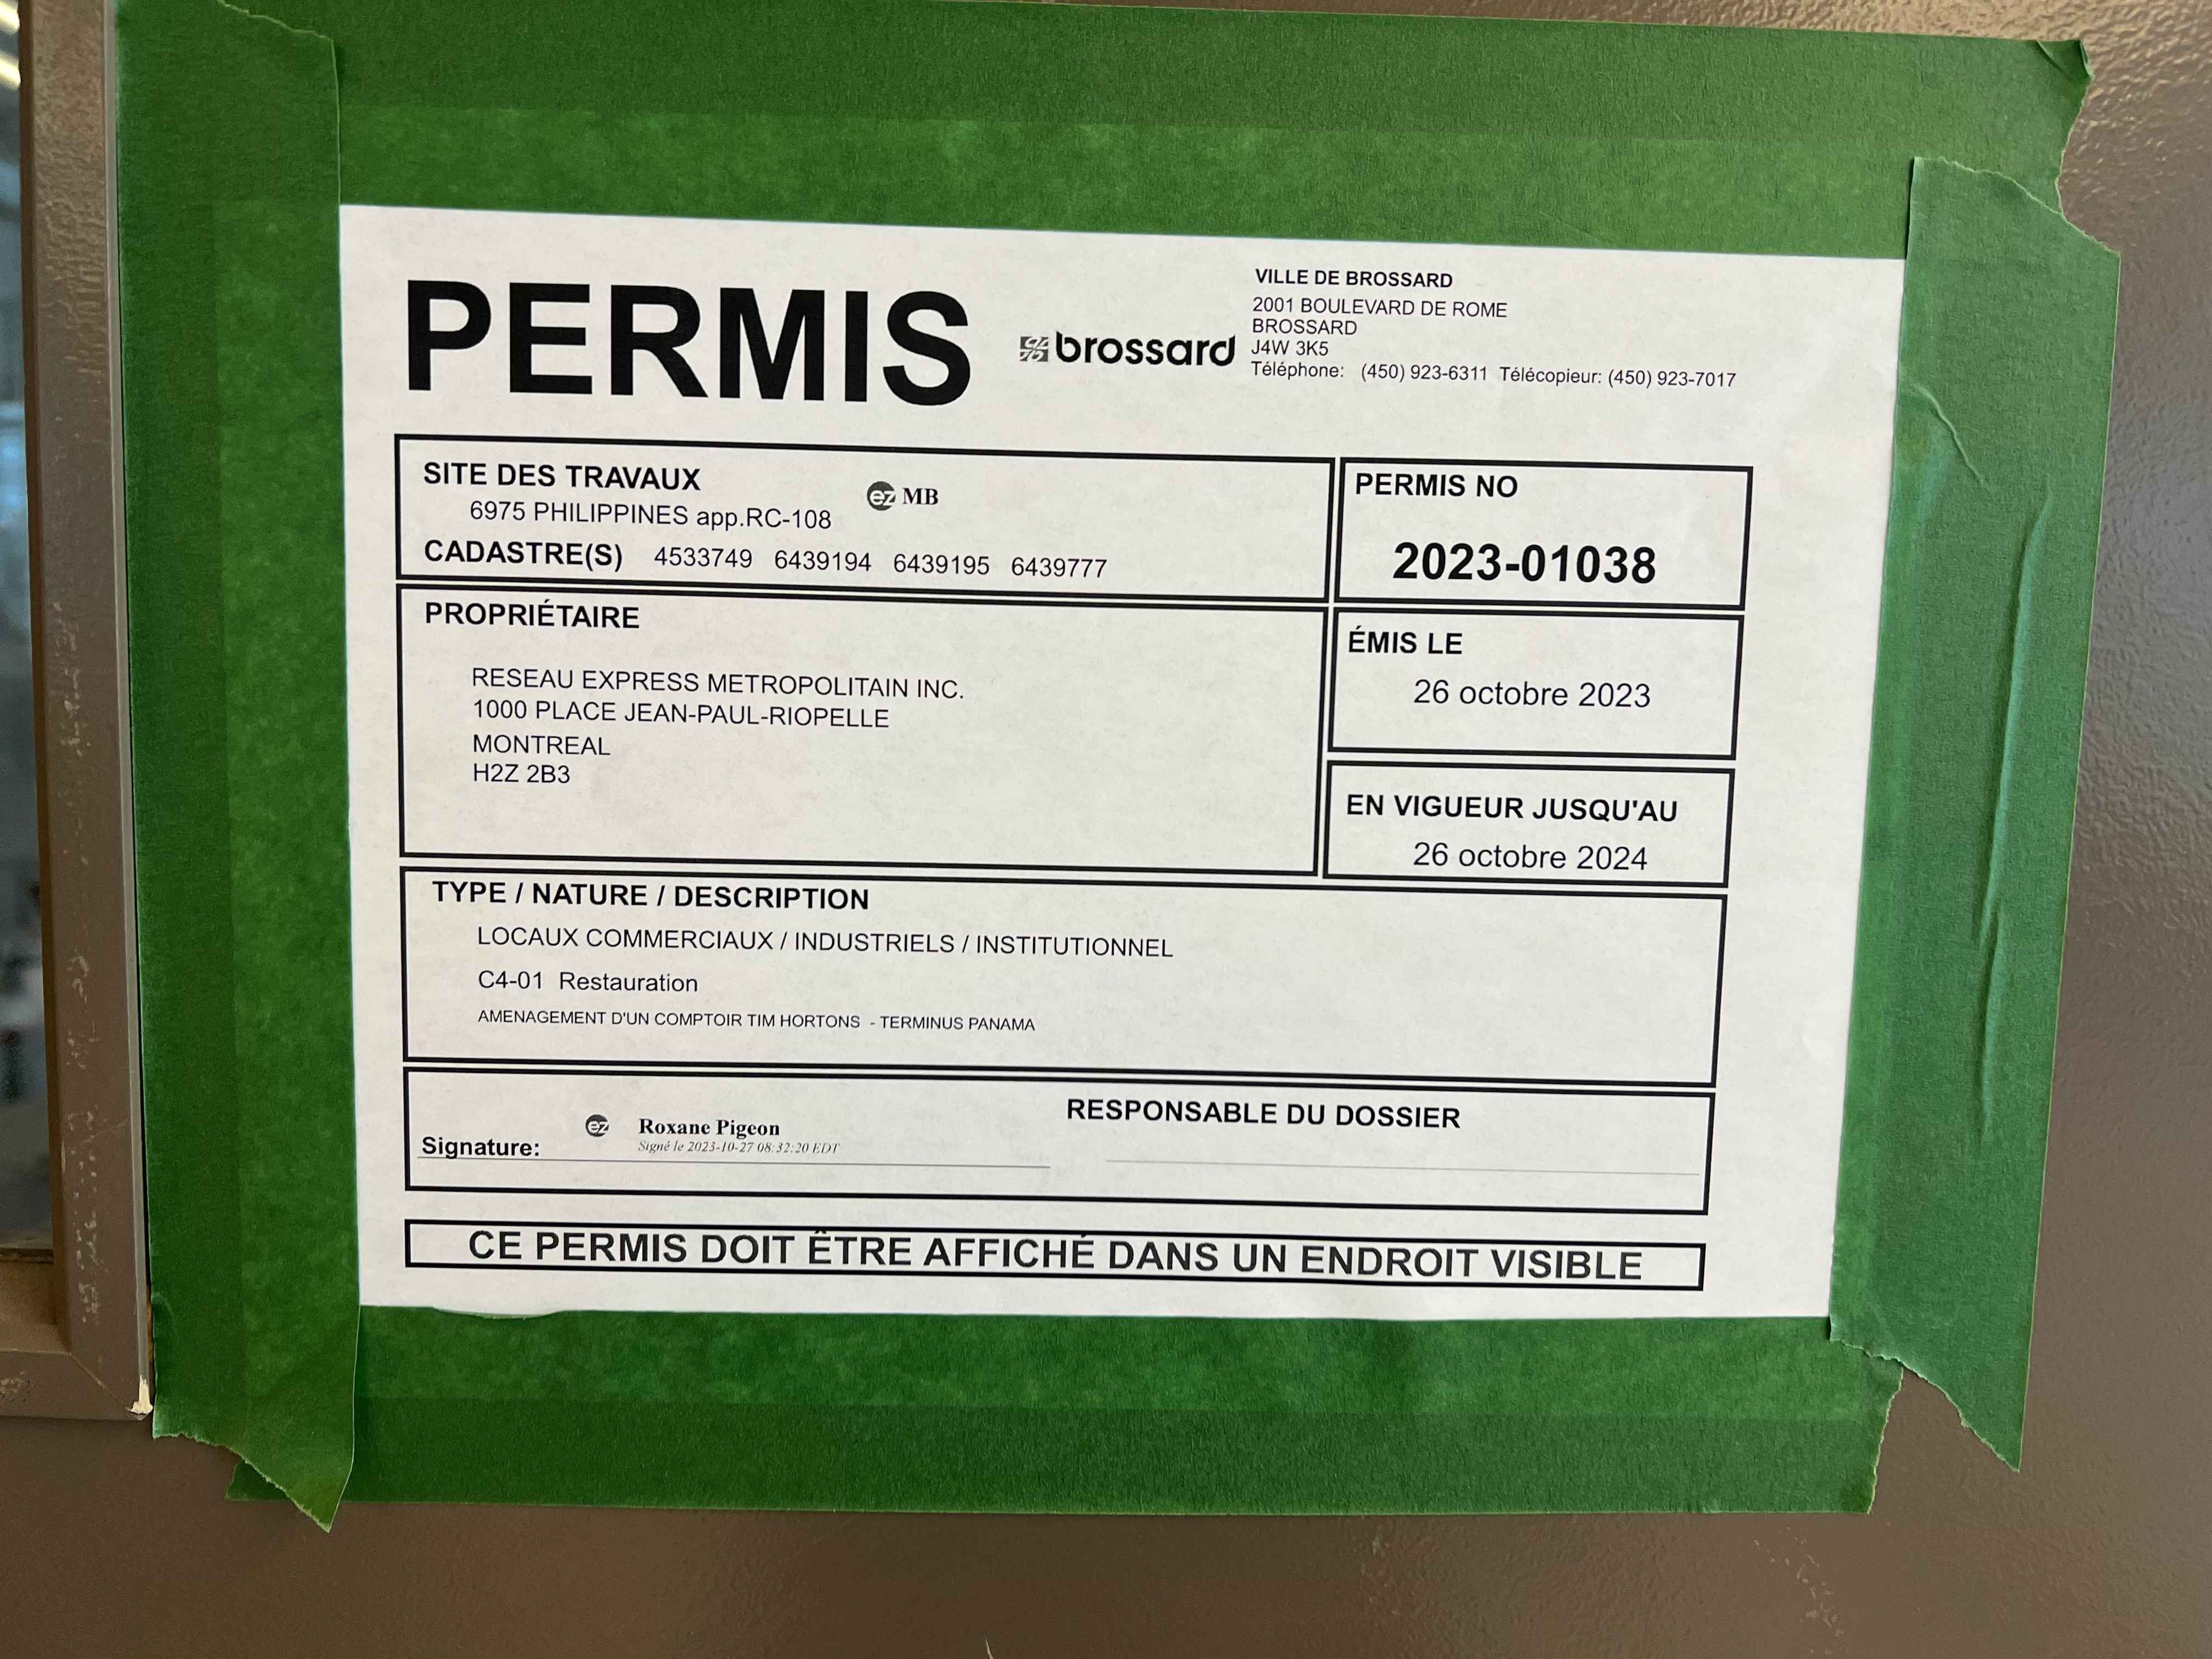 PERMIS
brossard
VILLE DE BROSSARD
2001 BOULEVARD DE ROME
BROSSARD
J4W 3K5
Téléphone: (450) 923-6311 Télécopieur: (450) 923-7017
SITE DES TRAVAUX
ez MB
6975 PHILIPPINES app.RC-108
CADASTRE(S) 4533749 6439194 6439195 6439777
PERMIS NO
2023-01038
PROPRIÉTAIRE
RESEAU EXPRESS METROPOLITAIN INC.
1000 PLACE JEAN-PAUL-RIOPELLE
MONTREAL
H2Z 2B3
ÉMIS LE
26 octobre 2023
EN VIGUEUR JUSQU'AU
26 octobre 2024
TYPE / NATURE / DESCRIPTION
LOCAUX COMMERCIAUX / INDUSTRIELS / INSTITUTIONNEL
C4-01 Restauration
AMENAGEMENT D'UN COMPTOIR TIM HORTONS - TERMINUS PANAMA
Signature:
ez Roxane Pigeon
Signé le 2023-10-27 08:32:20 EDT
RESPONSABLE DU DOSSIER
CE PERMIS DOIT ÊTRE AFFICHÉ DANS UN ENDROIT VISIBLE